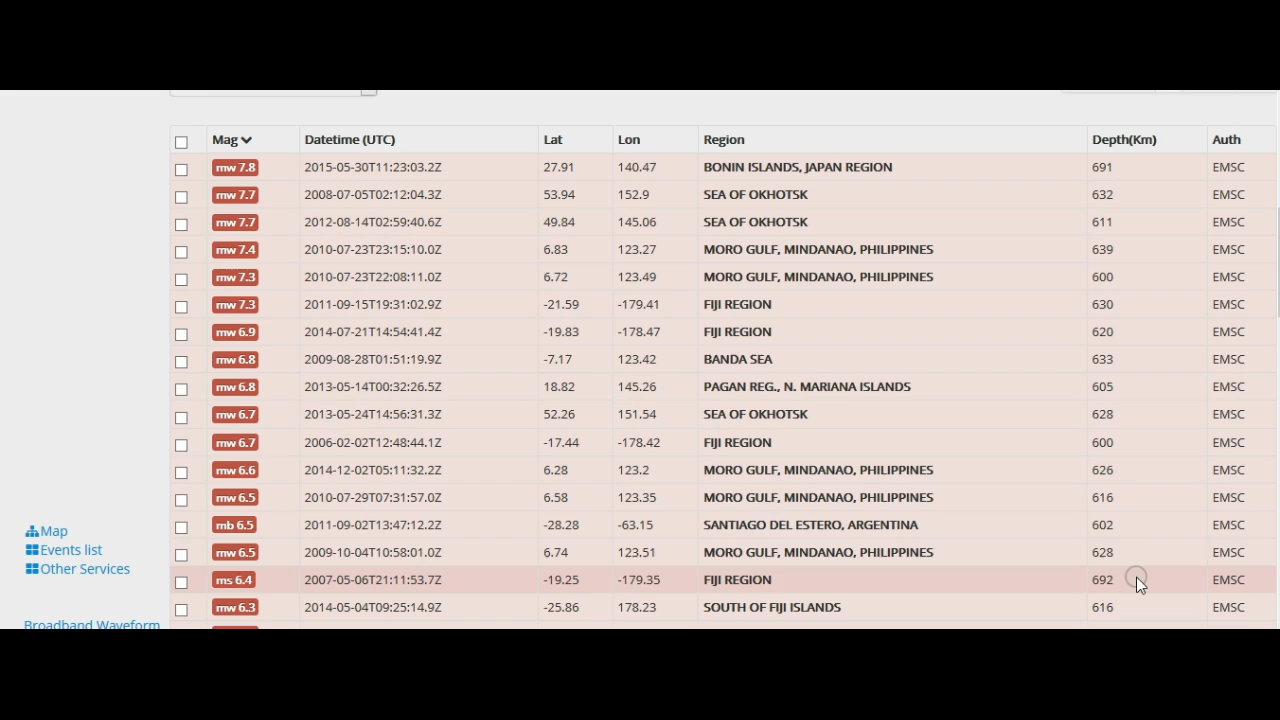 Mag Datetime (UTC) Lat Lon Region Depth(Km) Auth
mw 7.8 2015-05-30T11:23:03.2Z 27.91 140.47 BONIN ISLANDS, JAPAN REGION 691 EMSC
mw 7.7 2008-07-05T02:12:04.3Z 53.94 152.9 SEA OF OKHOTSK 632 EMSC
mw 7.7 2012-08-14T02:59:40.6Z 49.84 145.06 SEA OF OKHOTSK 611 EMSC
mw 7.4 2010-07-23T23:15:10.0Z 6.83 123.27 MORO GULF, MINDANAO, PHILIPPINES 639 EMSC
mw 7.3 2010-07-23T22:08:11.0Z 6.72 123.49 MORO GULF, MINDANAO, PHILIPPINES 600 EMSC
mw 7.3 2011-09-15T19:31:02.9Z -21.59 -179.41 FIJI REGION 630 EMSC
mw 6.9 2014-07-21T14:54:41.4Z -19.83 -178.47 FIJI REGION 620 EMSC
mw 6.8 2009-08-28T01:51:19.9Z -7.17 123.42 BANDA SEA 633 EMSC
mw 6.8 2013-05-14T00:32:26.5Z 18.82 145.26 PAGAN REG., N. MARIANA ISLANDS 605 EMSC
mw 6.7 2013-05-24T14:56:31.3Z 52.26 151.54 SEA OF OKHOTSK 628 EMSC
mw 6.7 2006-02-02T12:48:44.1Z -17.44 -178.42 FIJI REGION 600 EMSC
mw 6.6 2014-12-02T05:11:32.2Z 6.28 123.2 MORO GULF, MINDANAO, PHILIPPINES 626 EMSC
mw 6.5 2010-07-29T07:31:57.0Z 6.58 123.35 MORO GULF, MINDANAO, PHILIPPINES 616 EMSC
mb 6.5 2011-09-02T13:47:12.2Z -28.28 -63.15 SANTIAGO DEL ESTERO, ARGENTINA 602 EMSC
mw 6.5 2009-10-04T10:58:01.0Z 6.74 123.51 MORO GULF, MINDANAO, PHILIPPINES 628 EMSC
ms 6.4 2007-05-06T21:11:53.7Z -19.25 -179.35 FIJI REGION 692 EMSC
mw 6.3 2014-05-04T09:25:14.9Z -25.86 178.23 SOUTH OF FIJI ISLANDS 616 EMSC
Map
Events list
Other Services
Broadband Waveform